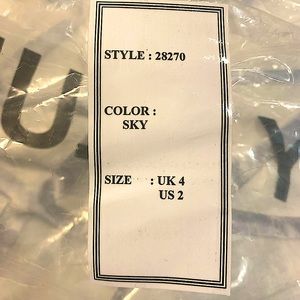 STYLE : 28270
COLOR :
SKY
SIZE : UK 4
US 2